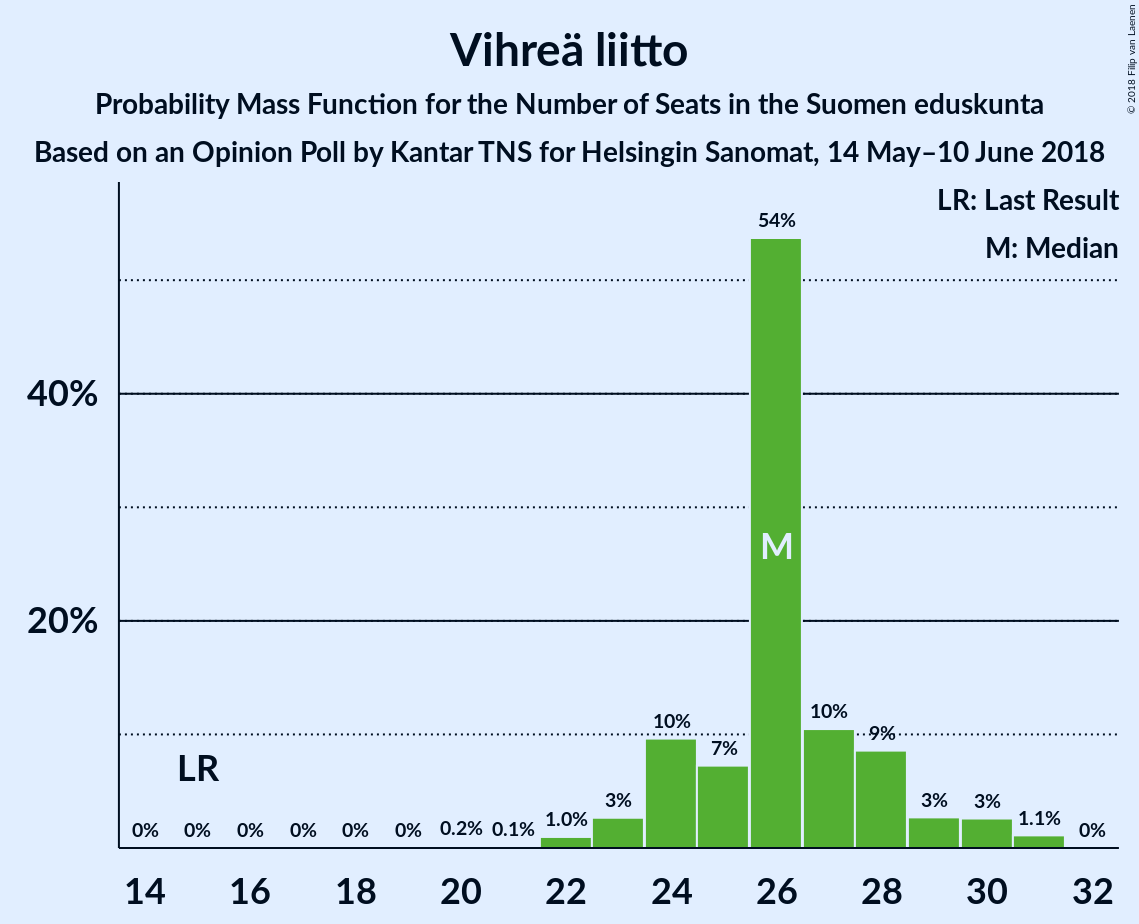 Vihreä liitto
Probability Mass Function for the Number of Seats in the Suomen eduskunta
Based on an Opinion Poll by Kantar TNS for Helsingin Sanomat, 14 May–10 June 2018
© 2018 Filip van Laenen
LR: Last Result
M: Median
54%
40%
M
20%
10%
7%
10%
9%
LR
0% 0% 0% 0% 0% 0% 0.2% 0.1% 1.0% 3% 3% 3% 1.1% 0%
14 16 18 20 22 24 26 28 30 32